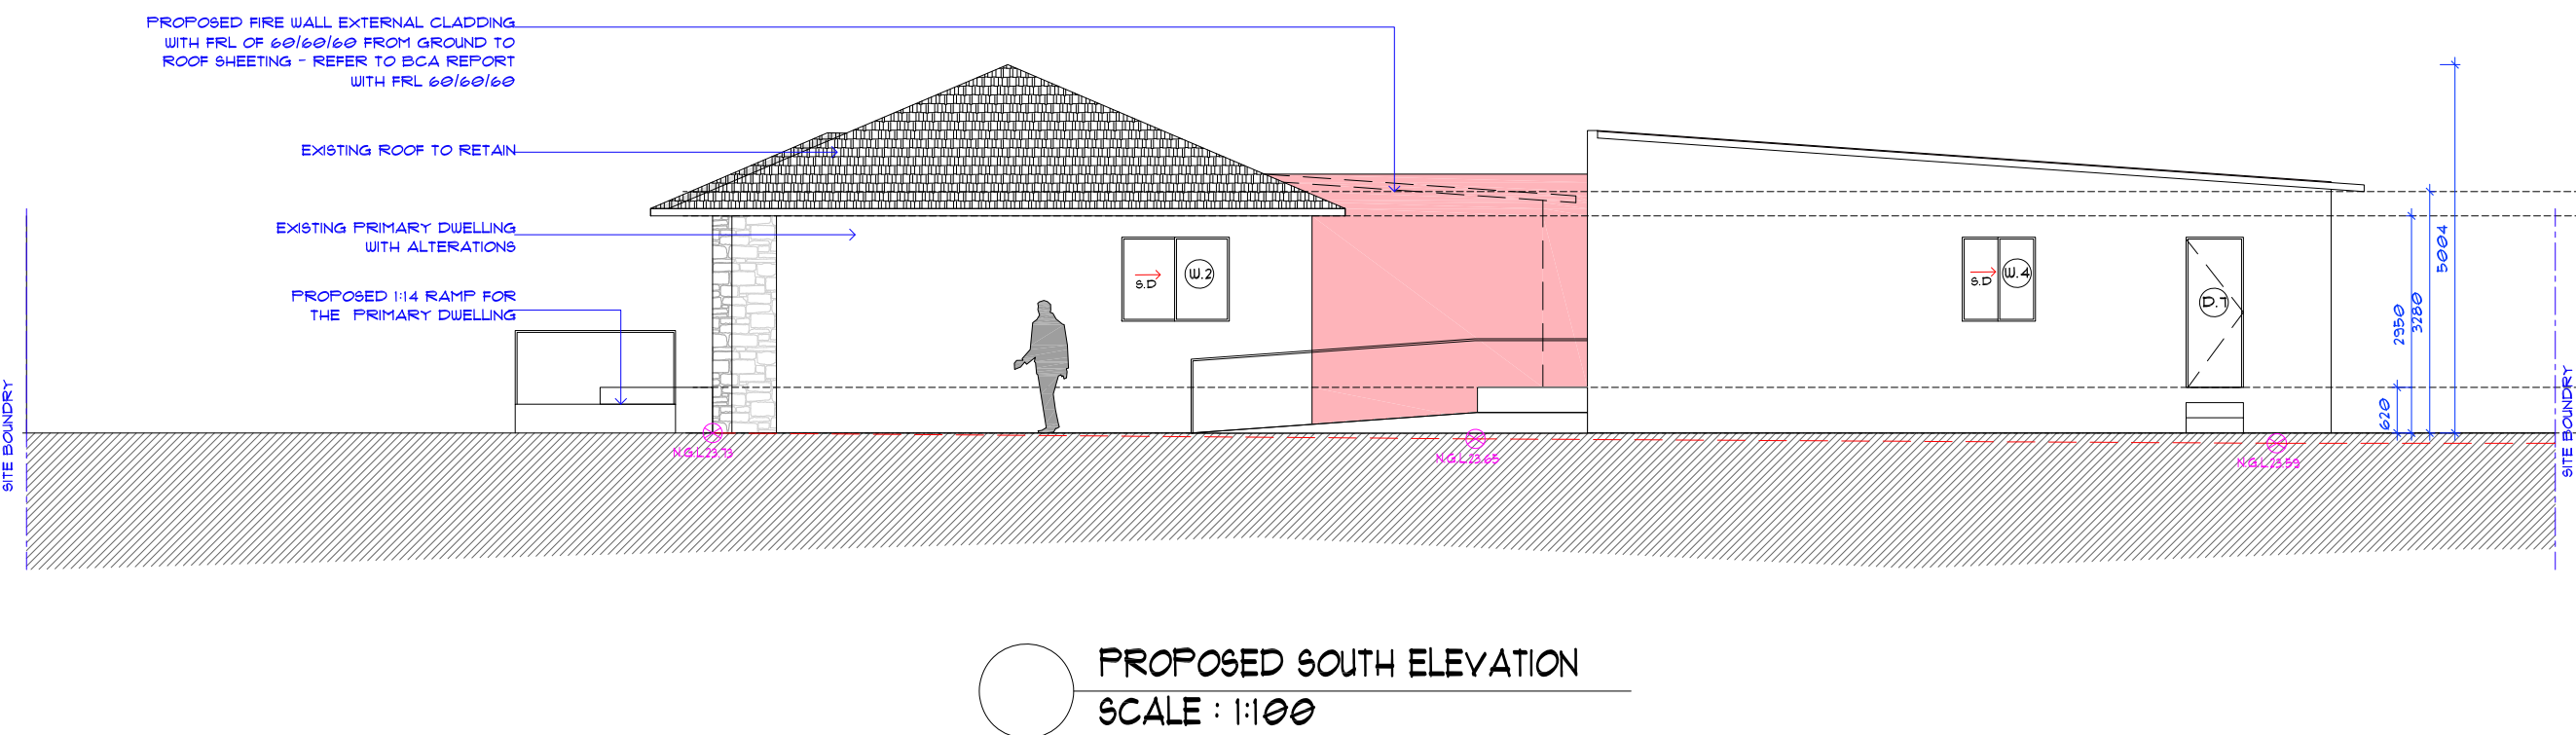 PROPOSED FIRE WALL EXTERNAL CLADDING
WITH FRL OF 60/60/60 FROM GROUND TO
ROOF SHEETING - REFER TO BCA REPORT
WITH FRL 60/60/60
EXISTING ROOF TO RETAIN
EXISTING PRIMARY DWELLING
WITH ALTERATIONS
PROPOSED 1:14 RAMP FOR
THE PRIMARY DWELLING
SITE BOUNDRY
S.D
W.2
S.D
W.4
D.7
620
2950
3280
5004
SITE BOUNDRY
N.G.L.23.73
N.G.L.23.65
N.G.L.23.59
PROPOSED SOUTH ELEVATION
SCALE : 1:100